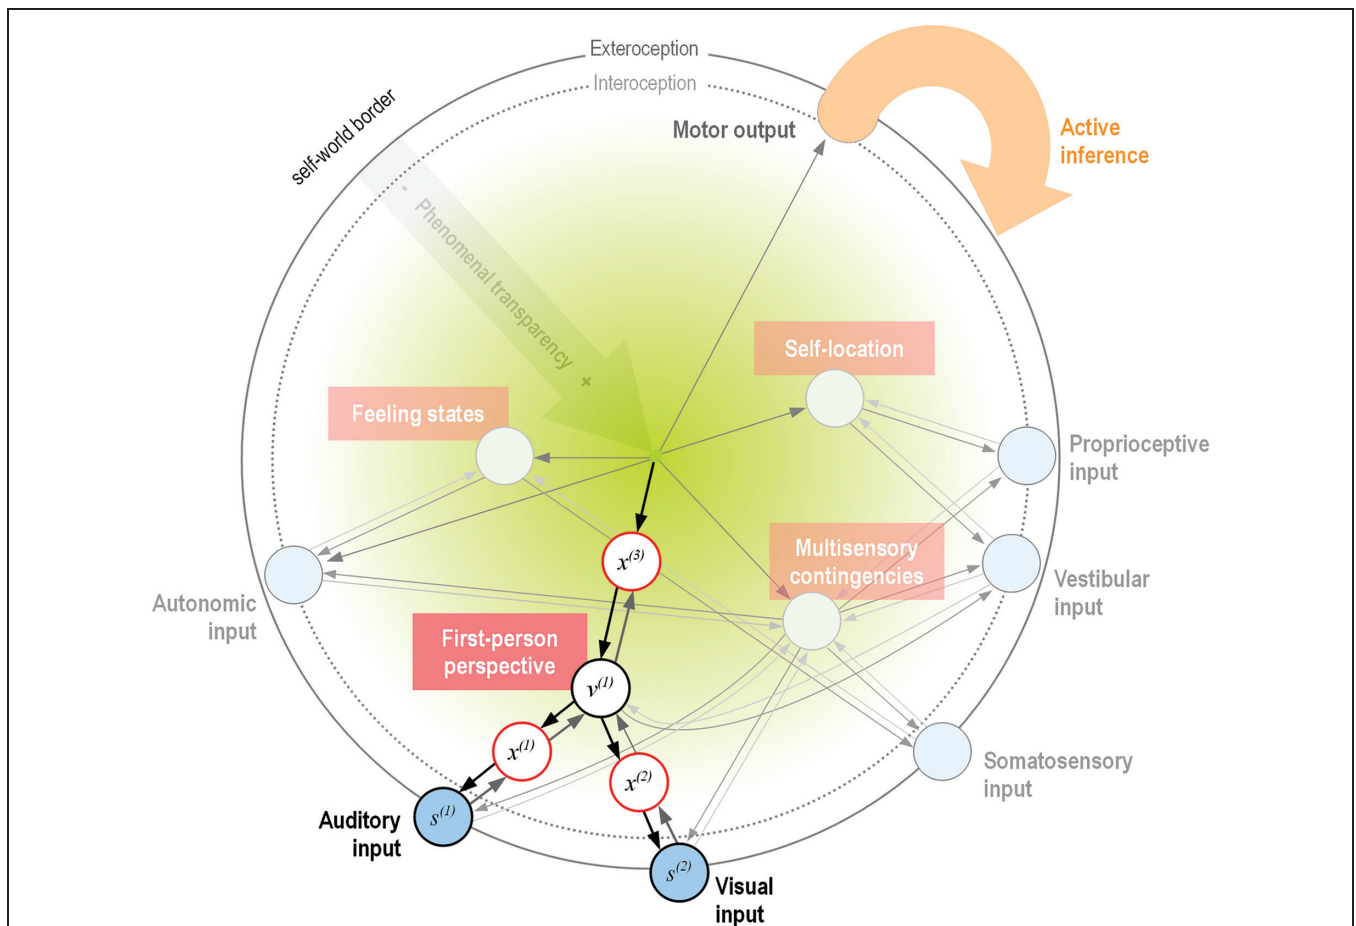 Exteroception
Interoception
self-world border
Motor output
Active
inference
- Phenomenal transparency +
Self-location
Feeling states
Proprioceptive
input
Multisensory
contingencies
x(3)
Vestibular
input
Autonomic
input
First-person
perspective
v(1)
x(1)
x(2)
Somatosensory
input
Auditory
input
s(1)
s(2)
Visual
input